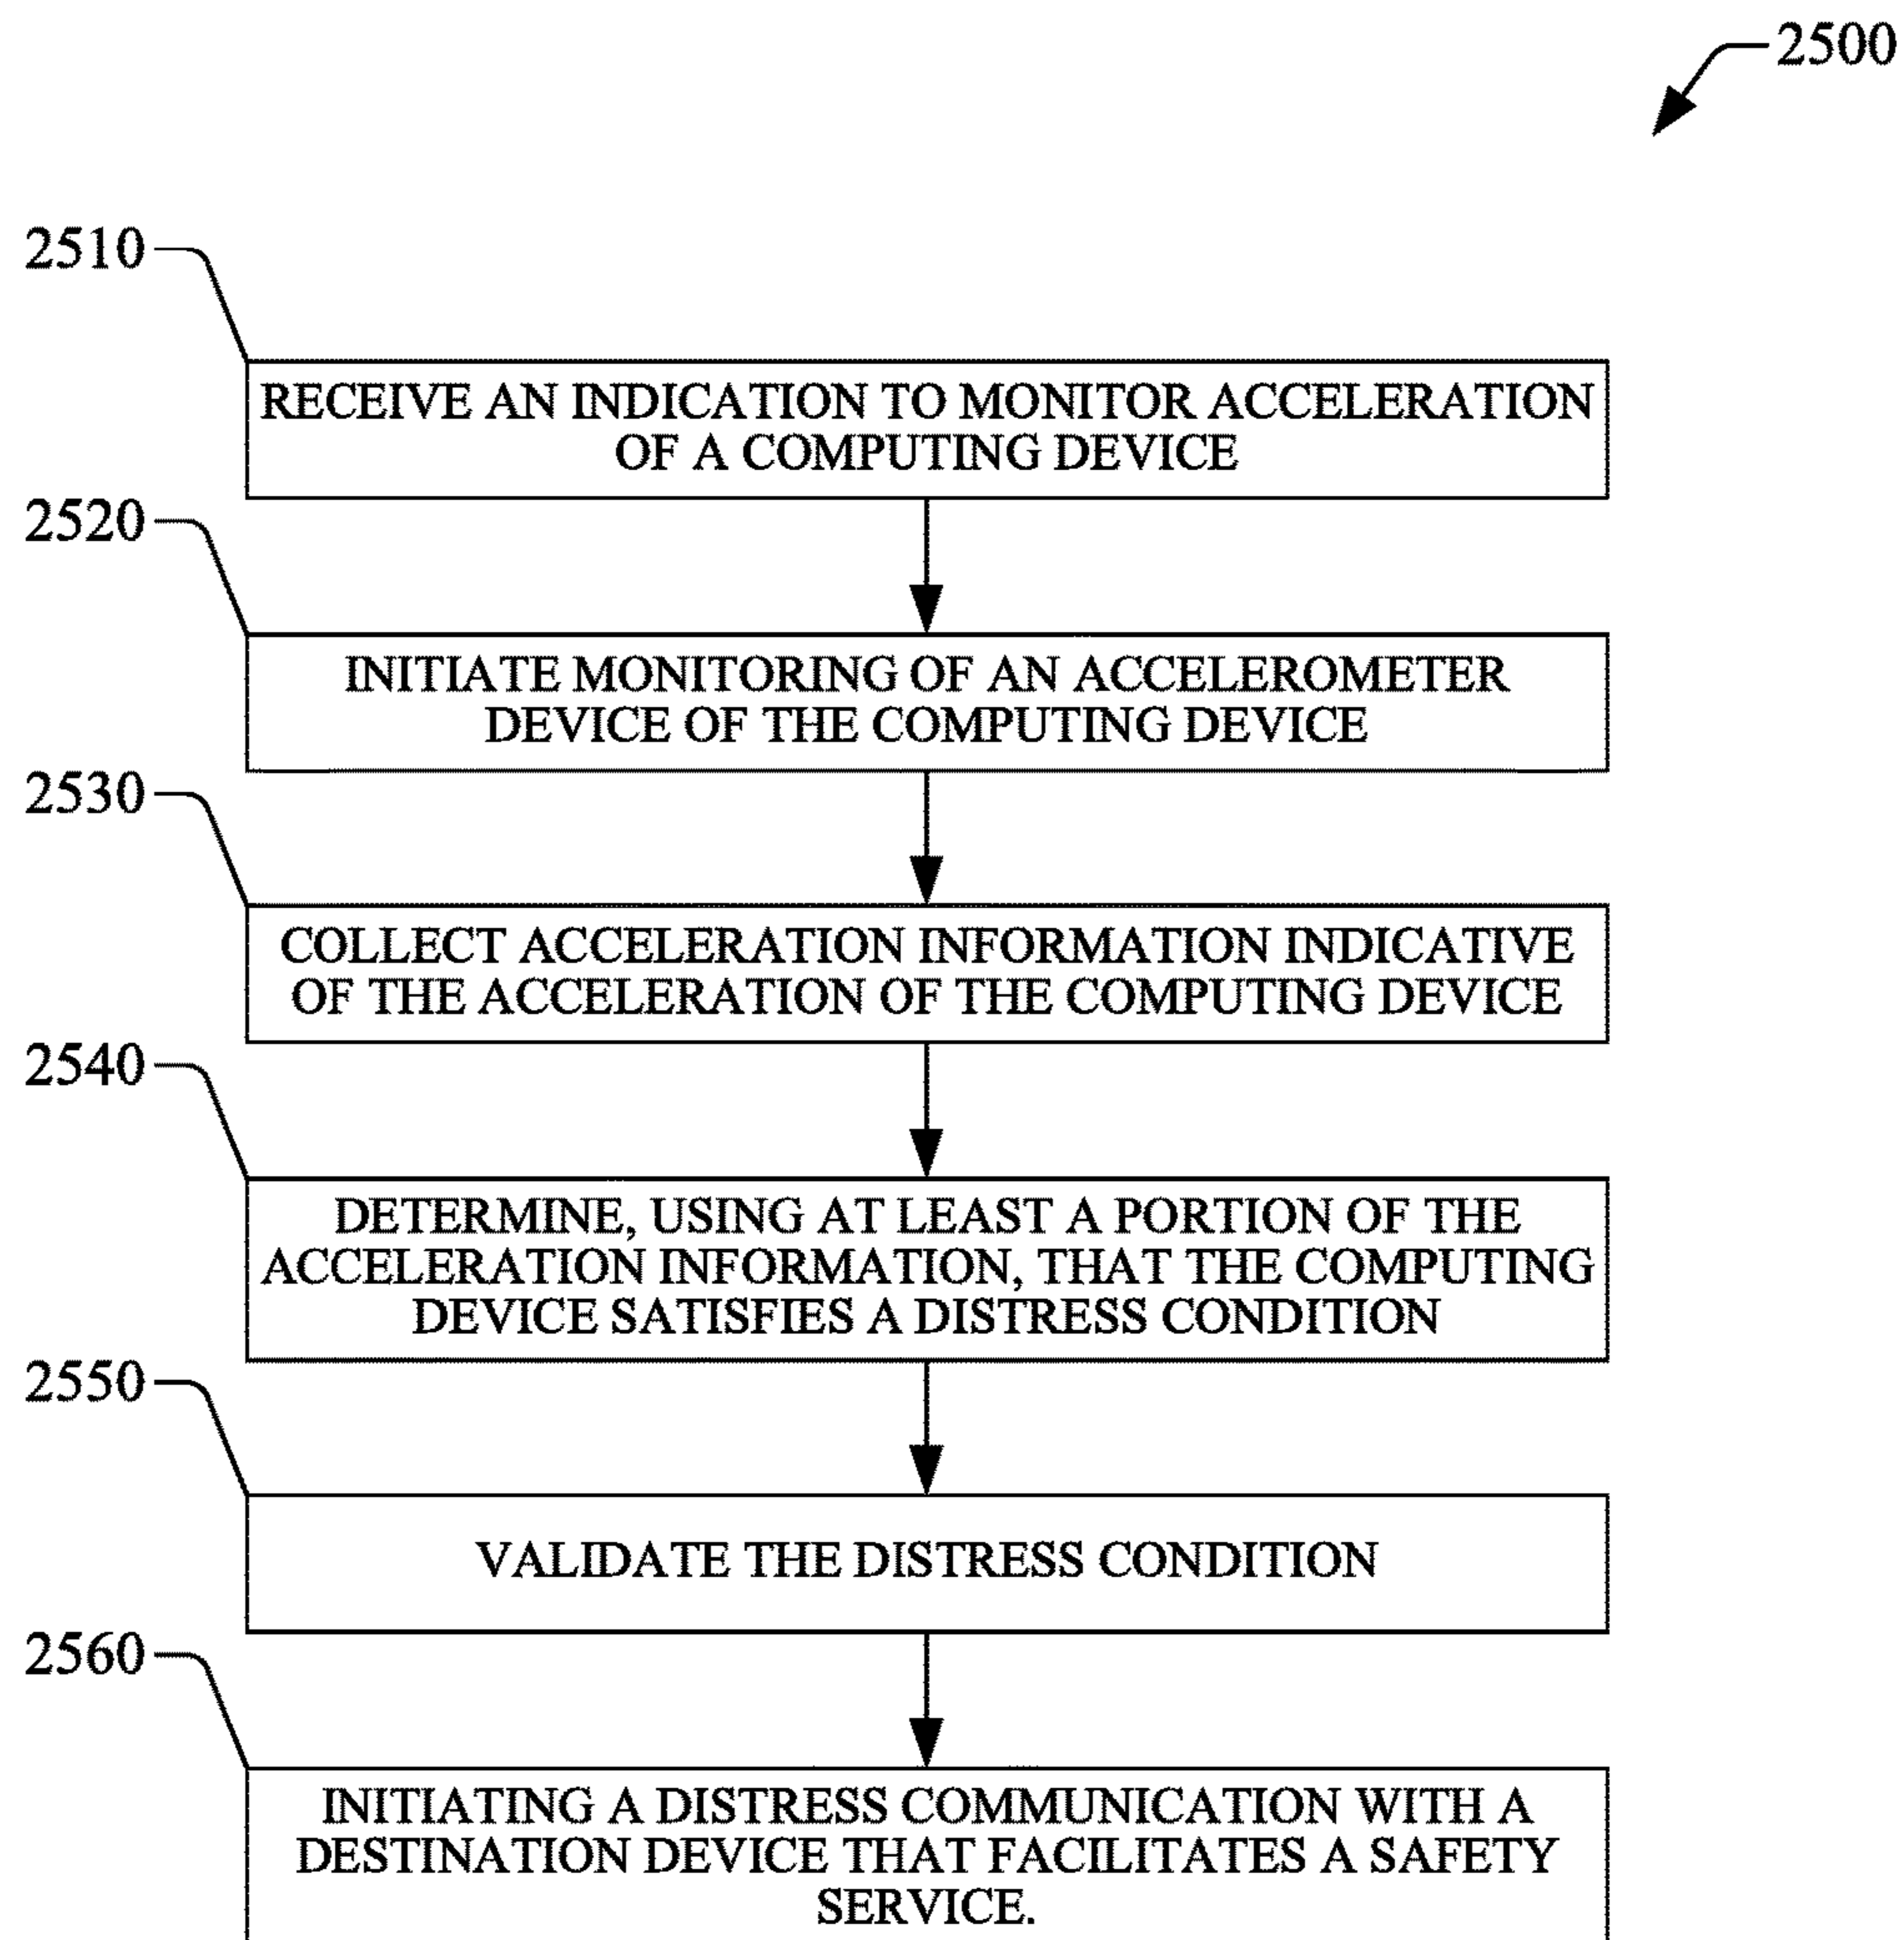 2500
2510
RECEIVE AN INDICATION TO MONITOR ACCELERATION
OF A COMPUTING DEVICE
2520
INITIATE MONITORING OF AN ACCELEROMETER
DEVICE OF THE COMPUTING DEVICE
2530
COLLECT ACCELERATION INFORMATION INDICATIVE
OF THE ACCELERATION OF THE COMPUTING DEVICE
2540
DETERMINE, USING AT LEAST A PORTION OF THE
ACCELERATION INFORMATION, THAT THE COMPUTING
DEVICE SATISFIES A DISTRESS CONDITION
2550
VALIDATE THE DISTRESS CONDITION
2560
INITIATING A DISTRESS COMMUNICATION WITH A
DESTINATION DEVICE THAT FACILITATES A SAFETY
SERVICE.